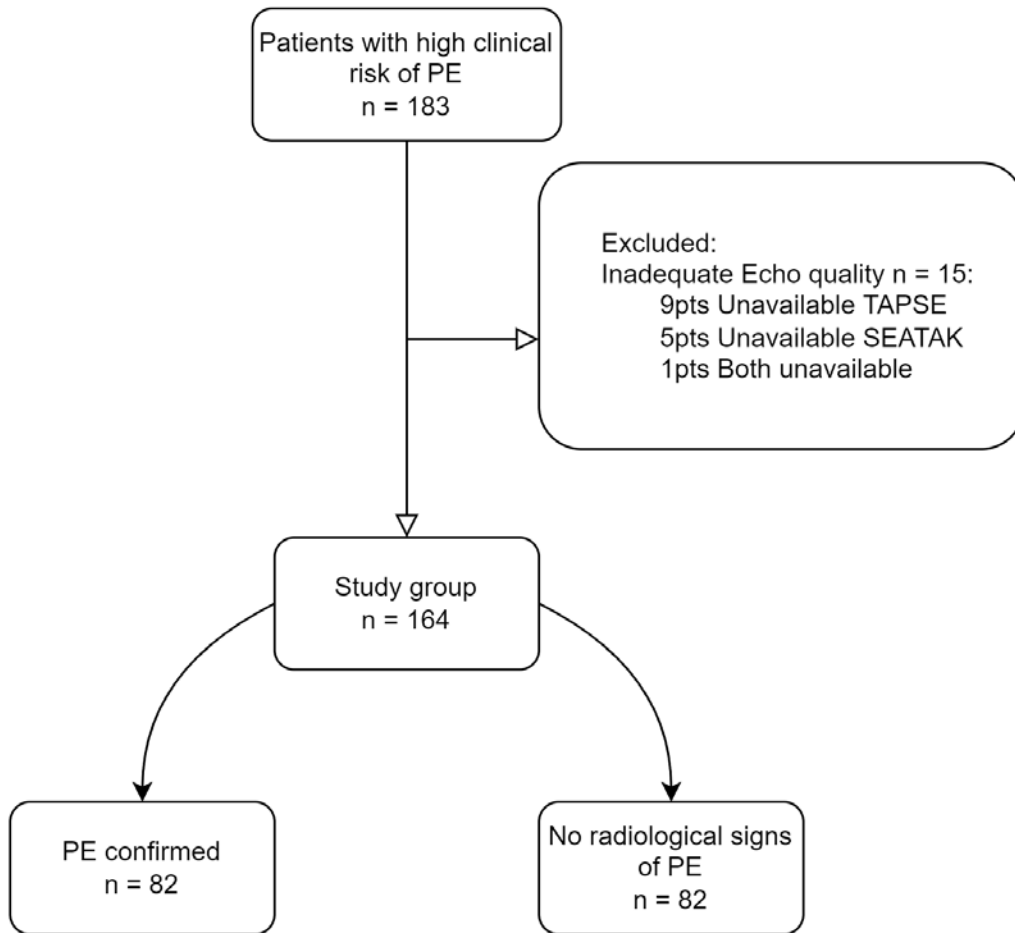 Patients with high clinical
risk of PE
n = 183
Excluded:
Inadequate Echo quality n = 15:
9pts Unavailable TAPSE
5pts Unavailable SEATAK
1pts Both unavailable
Study group
n = 164
PE confirmed
n = 82
No radiological signs
of PE
n = 82